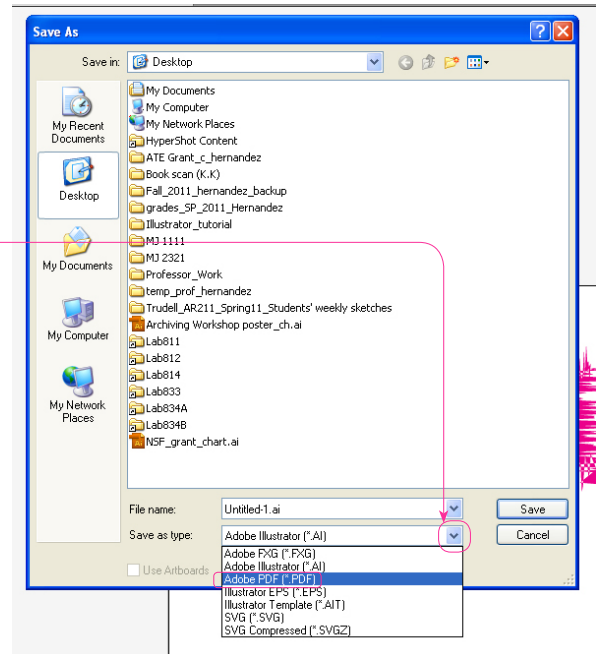 Save As
Save in: Desktop
My Recent
Documents
Desktop
My Documents
My Computer
My Network
Places
My Documents
My Computer
My Network Places
HyperShot Content
ATE Grant_c_hernandez
Book scan (K.K)
Fall_2011_hernandez_backup
grades_SP_2011_Hernandez
Illustrator_tutorial
MJ 1111
MJ 2321
Professor_Work
temp_prof_hernandez
Trudell_AR211_Spring11_Students' weekly sketches
Archiving Workshop poster_ch.ai
Lab811
Lab812
Lab814
Lab833
Lab834A
Lab834B
NSF_grant_chart.ai
File name: Untitled-1.ai Save
Save as type: Adobe Illustrator (*.AI) Cancel
Use Artboards
Adobe FXG (*.FXG)
Adobe Illustrator (*.AI)
Adobe PDF (*.PDF)
Illustrator EPS (*.EPS)
Illustrator Template (*.AIT)
SVG (*.SVG)
SVG Compressed (*.SVGZ)